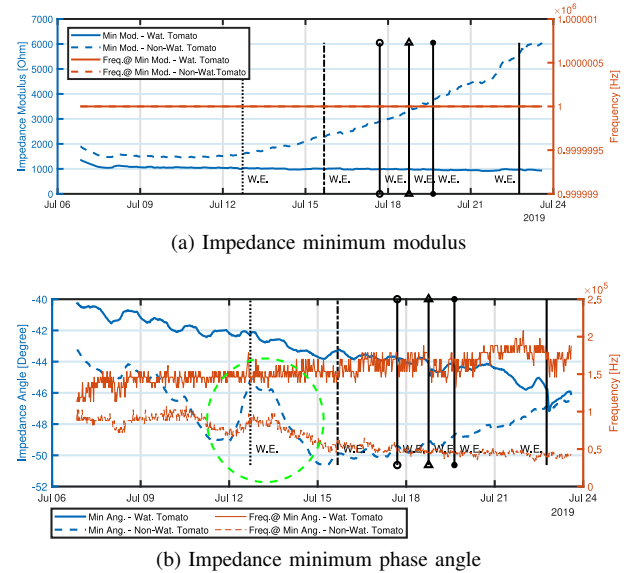 ×10⁶
7000
6000
5000
4000
3000
2000
1000
0
Impedance Modulus [Ohm]
Min Mod. - Wat. Tomato
Min Mod. - Non-Wat. Tomato
Freq.@ Min Mod. - Wat. Tomato
Freq.@ Min Mod. - Non-Wat.Tomato
1.000001
1.0000005
1
0.9999995
0.999999
Frequency [Hz]
W.E. W.E. W.E. W.E. W.E. W.E.
Jul 06 Jul 09 Jul 12 Jul 15 Jul 18 Jul 21 Jul 24
2019
(a) Impedance minimum modulus
×10⁵
-40
-42
-44
-46
-48
-50
-52
Impedance Angle [Degree]
2.5
2
1.5
1
0.5
0
Frequency [Hz]
W.E. W.E. W.E. W.E. W.E. W.E.
Jul 06 Jul 09 Jul 12 Jul 15 Jul 18 Jul 21 Jul 24
2019
Min Ang. - Wat. Tomato Freq.@ Min Ang. - Wat. Tomato
Min Ang. - Non-Wat. Tomato Freq.@ Min Ang. - Non-Wat. Tomato
(b) Impedance minimum phase angle